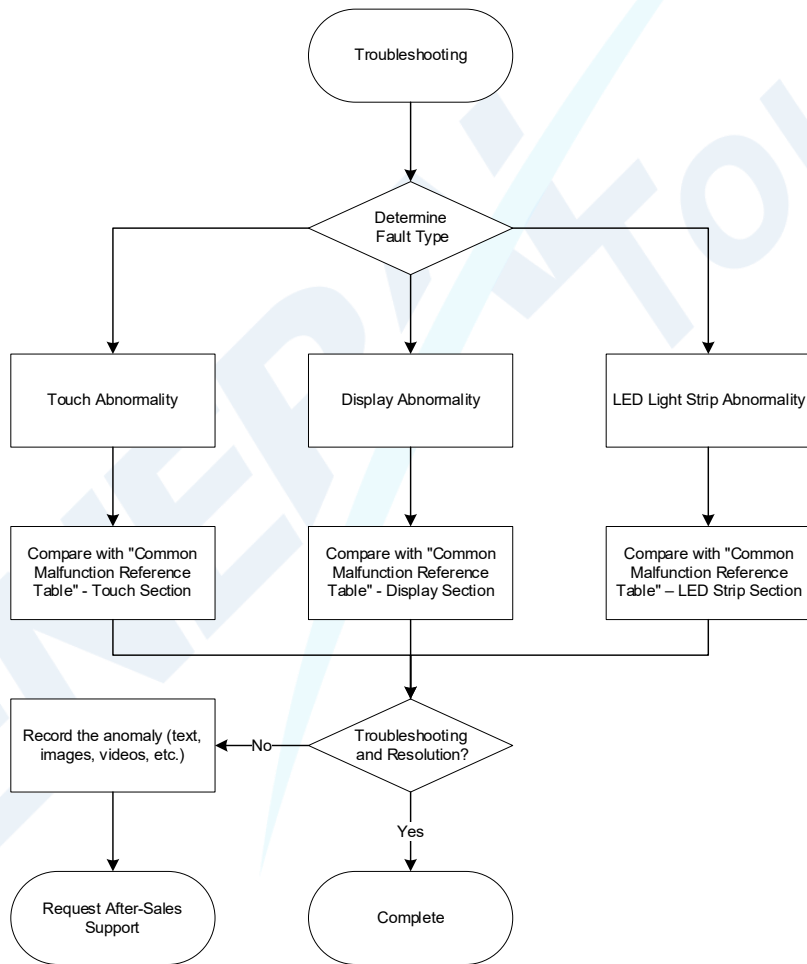 Troubleshooting
Determine
Fault Type
Touch Abnormality
Display Abnormality
LED Light Strip Abnormality
Compare with "Common
Malfunction Reference
Table" - Touch Section
Compare with "Common
Malfunction Reference
Table" - Display Section
Compare with "Common
Malfunction Reference
Table" – LED Strip Section
Record the anomaly (text,
images, videos, etc.)
No
Troubleshooting
and Resolution?
Yes
Request After-Sales
Support
Complete